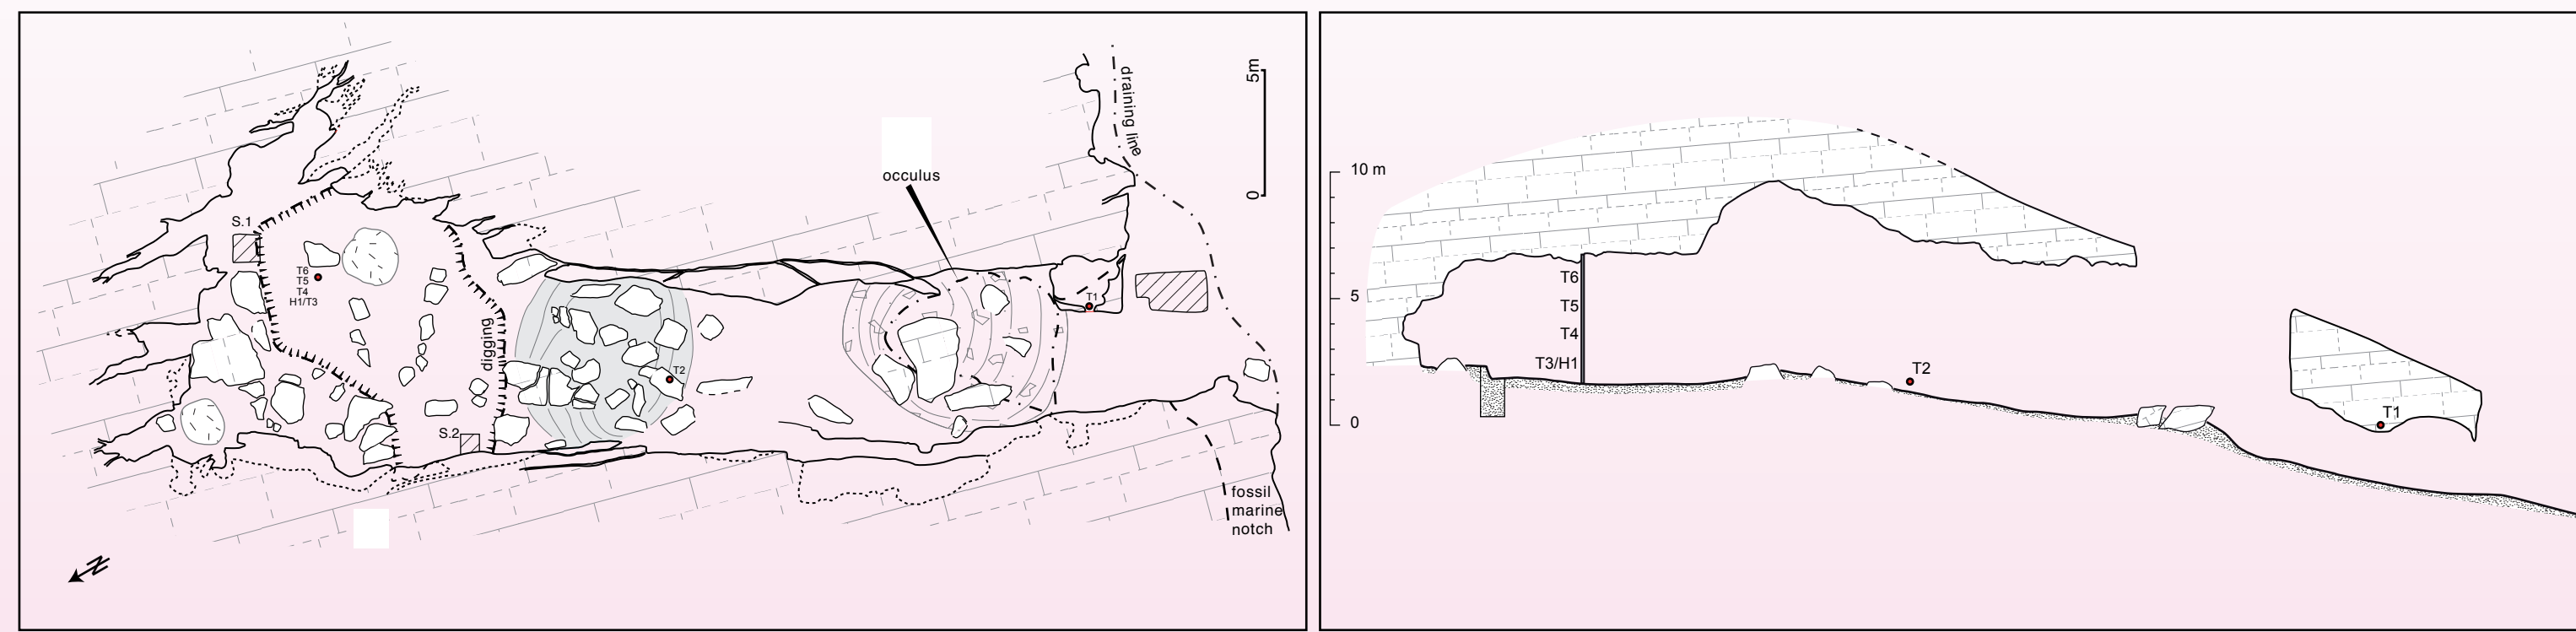 draining line
5m
0
occulus
S.1
T6
T5
T4
H1/T3
T1
digging
T2
S.2
fossil
marine
notch
N
10 m
5
0
T6
T5
T4
T3/H1
T2
T1